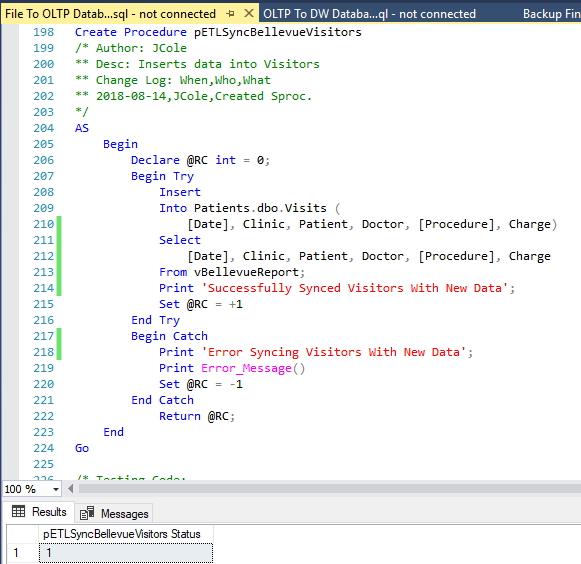 File To OLTP Datab...sql - not connected
OLTP To DW Databa...ql - not connected
Backup Fin
198 Create Procedure pETLSyncBellevueVisitors
199 /* Author: JCole
200 ** Desc: Inserts data into Visitors
201 ** Change Log: When,Who,What
202 ** 2018-08-14,JCole,Created Sproc.
203 */
204 AS
205 Begin
206 Declare @RC int = 0;
207 Begin Try
208 Insert
209 Into Patients.dbo.Visits (
210 [Date], Clinic, Patient, Doctor, [Procedure], Charge)
211 Select
212 [Date], Clinic, Patient, Doctor, [Procedure], Charge
213 From vBellevueReport;
214 Print 'Successfully Synced Visitors With New Data';
215 Set @RC = +1
216 End Try
217 Begin Catch
218 Print 'Error Syncing Visitors With New Data';
219 Print Error_Message()
220 Set @RC = -1
221 End Catch
222 Return @RC;
223 End
224 Go
225
226 /* Testing Code:
100 %
Results Messages
pETLSyncBellevueVisitors Status
1 1